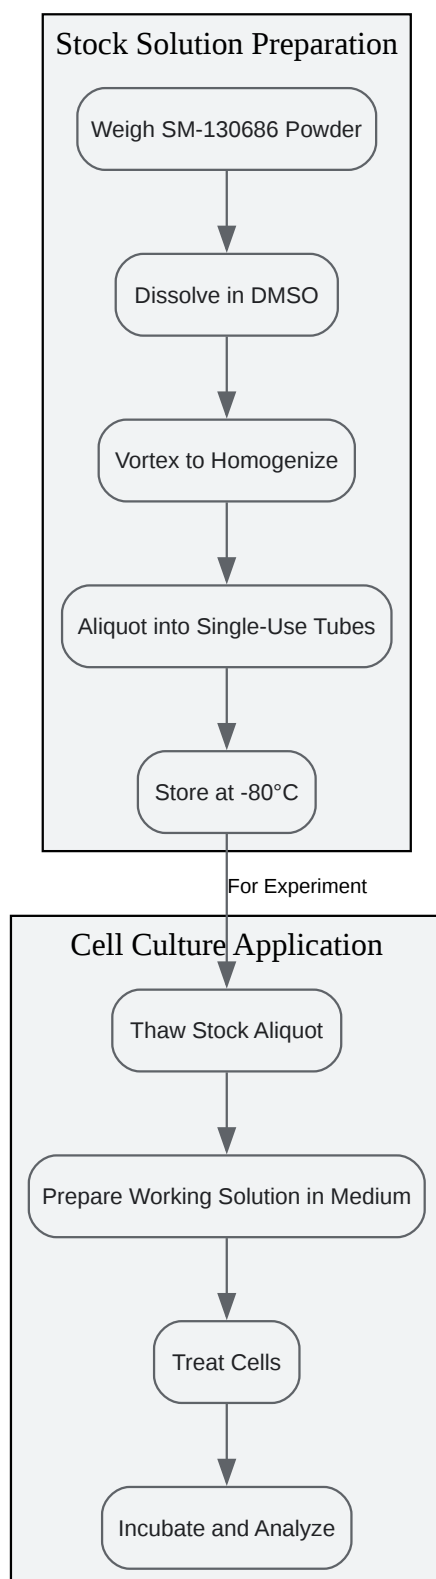 Stock Solution Preparation
Weigh SM-130686 Powder
Dissolve in DMSO
Vortex to Homogenize
Aliquot into Single-Use Tubes
Store at -80°C
For Experiment
Cell Culture Application
Thaw Stock Aliquot
Prepare Working Solution in Medium
Treat Cells
Incubate and Analyze